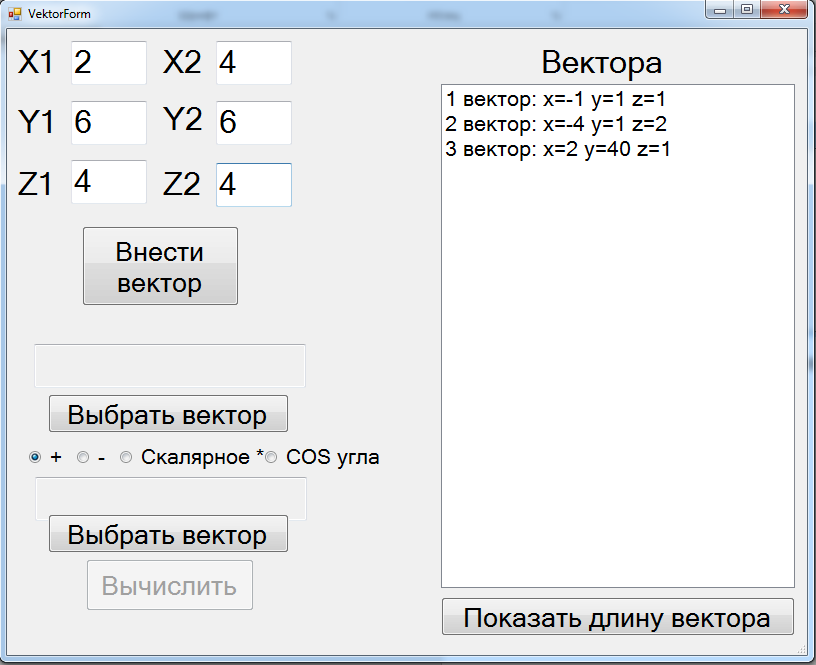 VektorForm
X1 2 X2 4
Y1 6 Y2 6
Z1 4 Z2 4
Внести
вектор
Выбрать вектор
+ - Скалярное * COS угла
Выбрать вектор
Вычислить
Вектора
1 вектор: x=-1 y=1 z=1
2 вектор: x=-4 y=1 z=2
3 вектор: x=2 y=40 z=1
Показать длину вектора